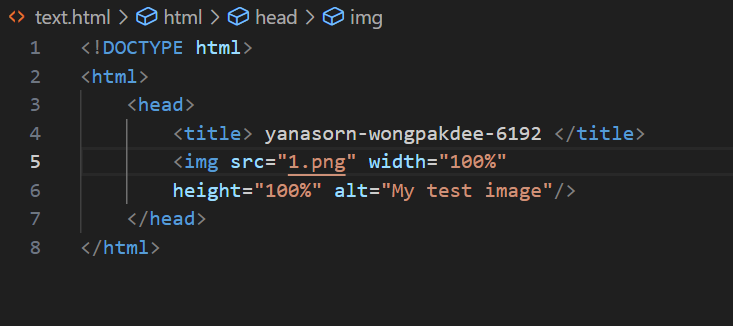 <> text.html > html > head > img
1 <!DOCTYPE html>
2 <html>
3 <head>
4 <title> yanasorn-wongpakdee-6192 </title>
5 <img src="1.png" width="100%"
6 height="100%" alt="My test image"/>
7 </head>
8 </html>